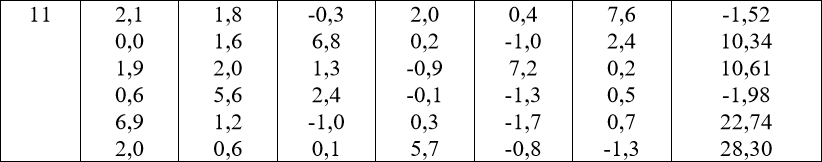 11 2,1 1,8 -0,3 2,0 0,4 7,6 -1,52
0,0 1,6 6,8 0,2 -1,0 2,4 10,34
1,9 2,0 1,3 -0,9 7,2 0,2 10,61
0,6 5,6 2,4 -0,1 -1,3 0,5 -1,98
6,9 1,2 -1,0 0,3 -1,7 0,7 22,74
2,0 0,6 0,1 5,7 -0,8 -1,3 28,30